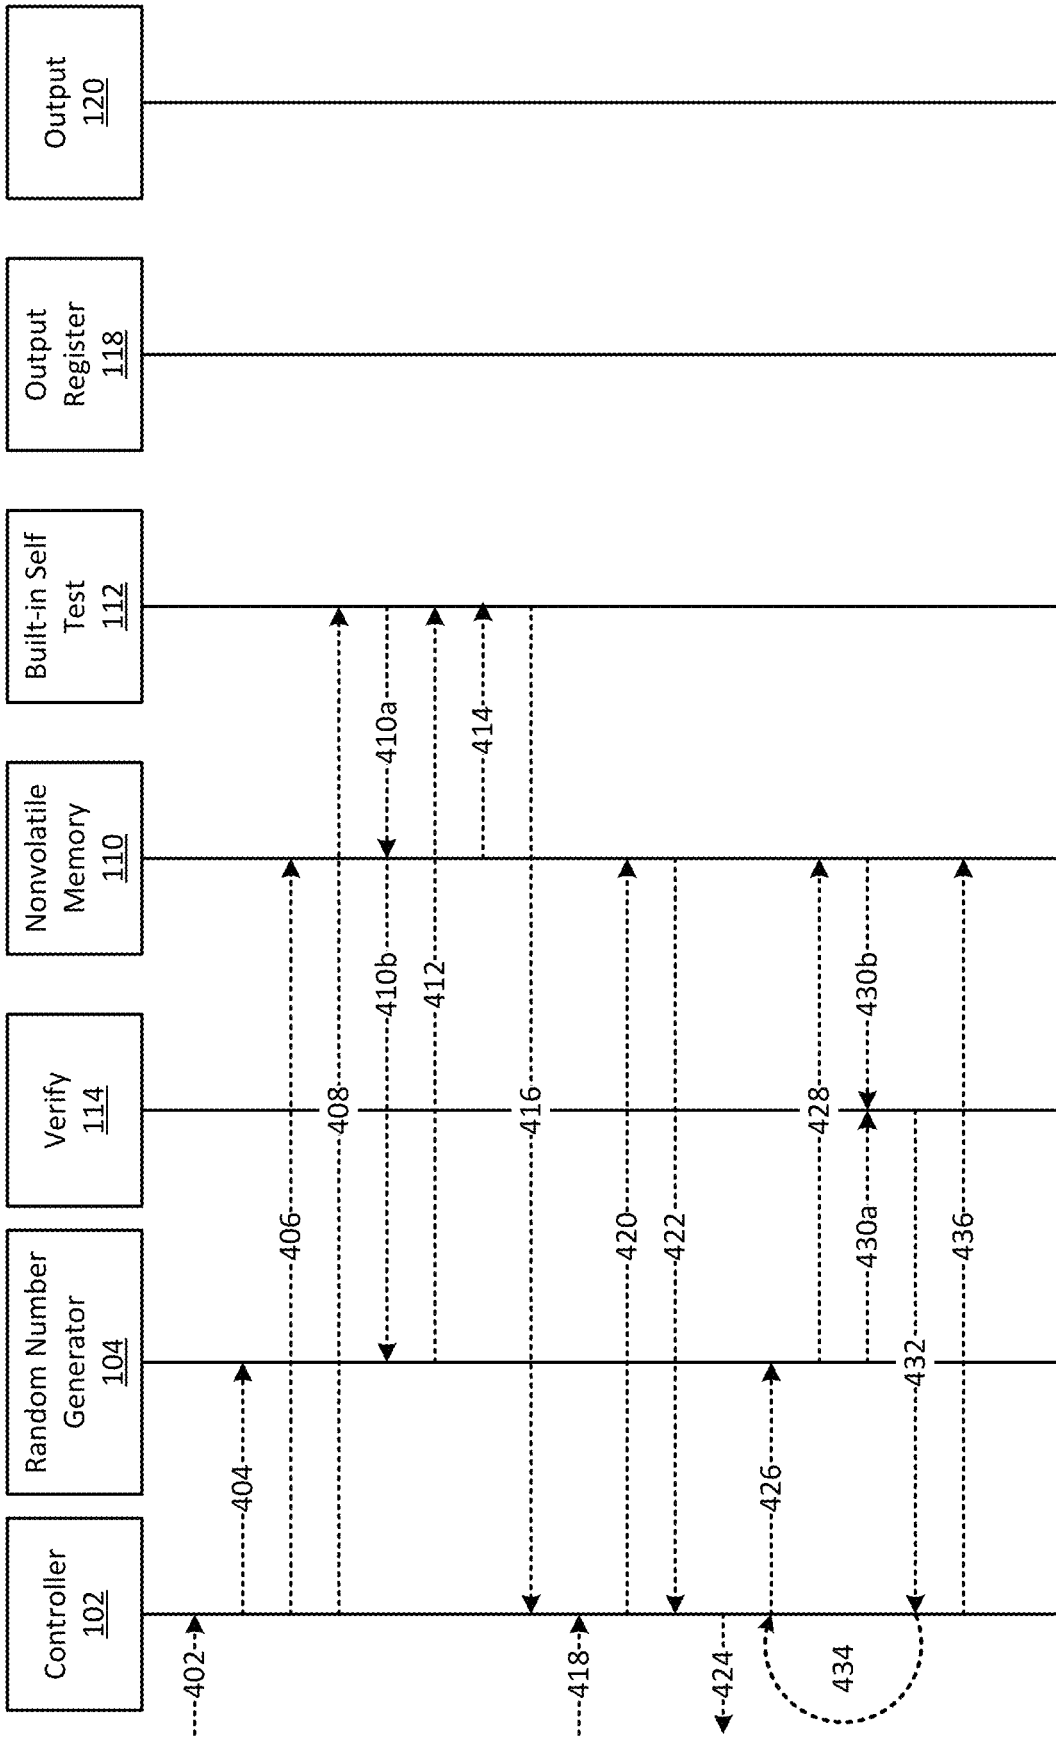 Controller
102
Random Number
Generator
104
Verify
114
Nonvolatile
Memory
110
Built-in Self
Test
112
Output
Register
118
Output
120
402
404
406
408
410b
410a
412
414
416
418
420
422
424
426
428
430a
430b
432
434
436